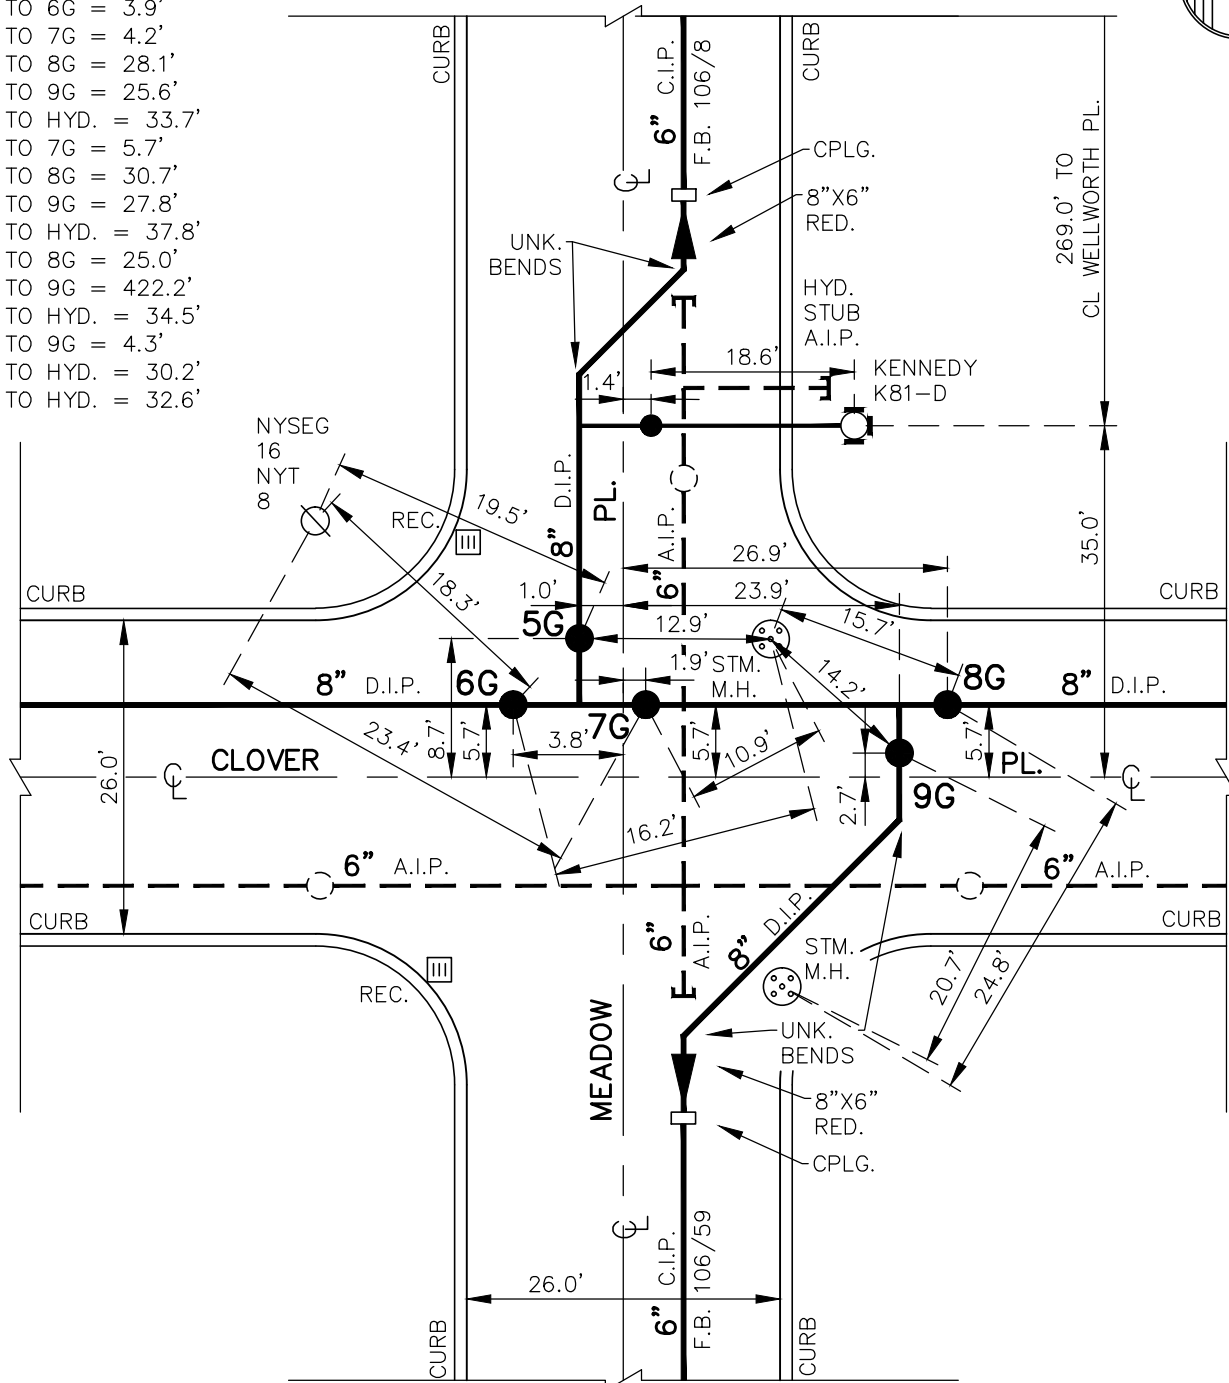 TO 6G = 3.9'
TO 7G = 4.2'
TO 8G = 28.1'
TO 9G = 25.6'
TO HYD. = 33.7'
TO 7G = 5.7'
TO 8G = 30.7'
TO 9G = 27.8'
TO HYD. = 37.8'
TO 8G = 25.0'
TO 9G = 422.2'
TO HYD. = 34.5'
TO 9G = 4.3'
TO HYD. = 30.2'
TO HYD. = 32.6'
CURB
6" C.I.P.
F.B. 106/8
CURB
CPLG.
8"X6"
RED.
℄
UNK.
BENDS
269.0' TO
CL WELLWORTH PL.
HYD.
STUB
A.I.P.
18.6'
KENNEDY
K81-D
1.4'
NYSEG
16
NYT
8
19.5'
REC.
8" D.I.P.
PL.
6" A.I.P.
26.9'
35.0'
CURB
18.3'
1.0'
23.9'
15.7'
CURB
5G
12.9'
1.9'
STM.
M.H.
14.2'
8" D.I.P.
6G
7G
8G
8" D.I.P.
23.4'
8.7'
5.7'
3.8'
5.7'
10.9'
5.7'
CLOVER
PL.
℄
℄
26.0'
9G
2.7'
16.2'
6" A.I.P.
6" A.I.P.
CURB
CURB
6" A.I.P.
8" D.I.P.
STM.
M.H.
REC.
20.7'
24.8'
MEADOW
UNK.
BENDS
8"X6"
RED.
CPLG.
℄
26.0'
6" C.I.P.
F.B. 106/59
CURB
CURB